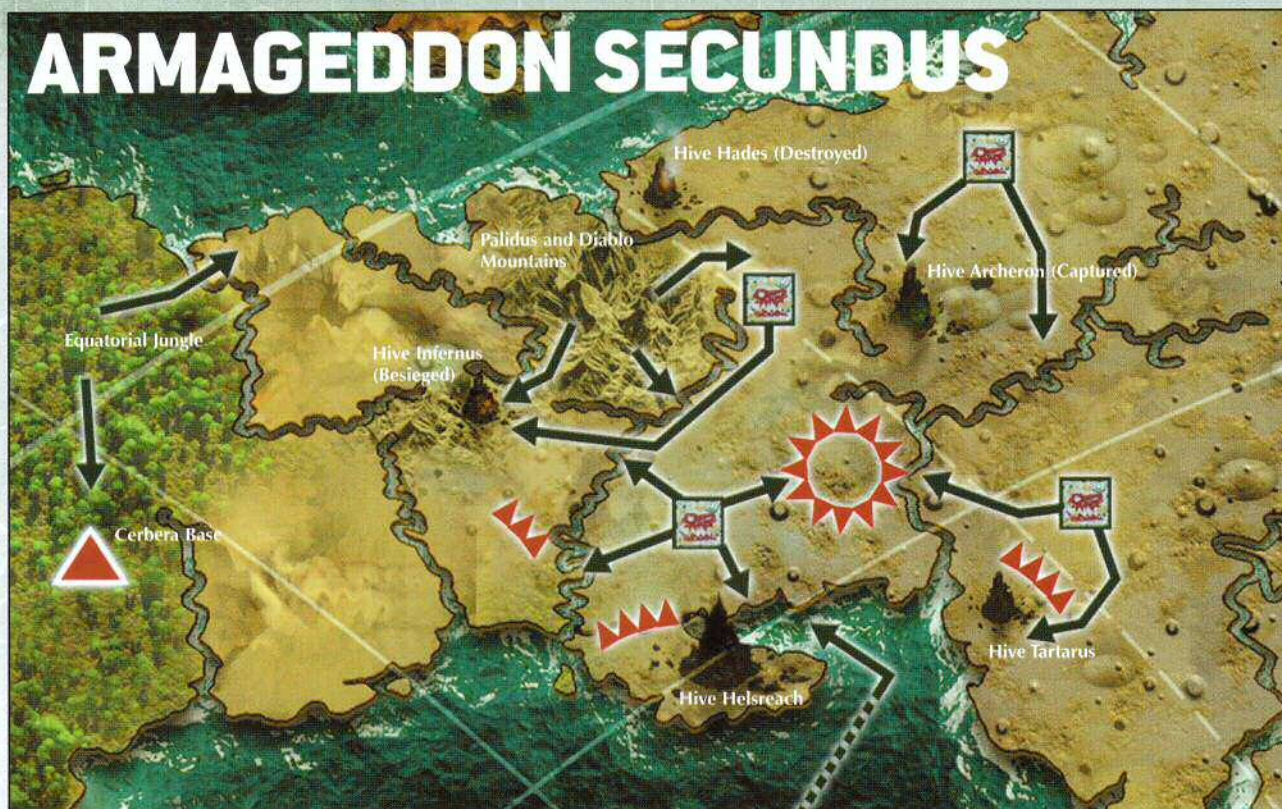 ARMAGEDDON SECUNDUS
Hive Hades (Destroyed)
Palidus and Diablo
Mountains
Hive Archeron (Captured)
Equatorial Jungle
Hive Infernus
(Besieged)
Cerbera Base
Hive Tartarus
Hive Helsreach